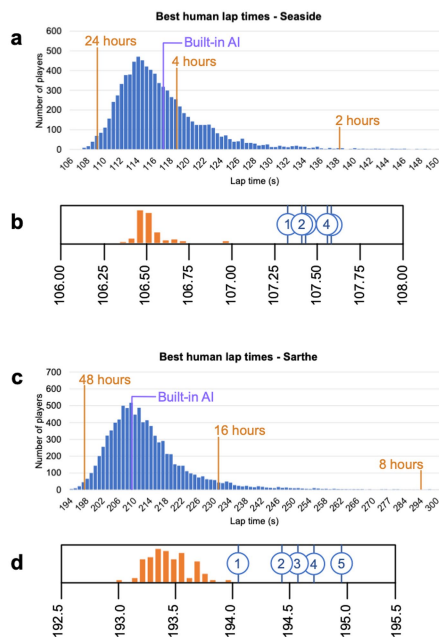 Best human lap times - Seaside
a
600
500
400
300
200
100
0
Number of players
24 hours
Built-in AI
4 hours
2 hours
106 108 110 112 114 116 118 120 122 124 126 128 130 132 134 136 138 140 142 144 146 148 150
Lap time (s)
b
1 2 4
106.00 106.25 106.50 106.75 107.00 107.25 107.50 107.75 108.00
Best human lap times - Sarthe
c
700
600
500
400
300
200
100
0
Number of players
48 hours
Built-in AI
16 hours
8 hours
194 198 202 206 210 214 218 222 226 230 234 238 242 246 250 254 258 262 266 270 274 278 282 286 290 294 300
Lap time (s)
d
1 2 3 4 5
192.5 193.0 193.5 194.0 194.5 195.0 195.5